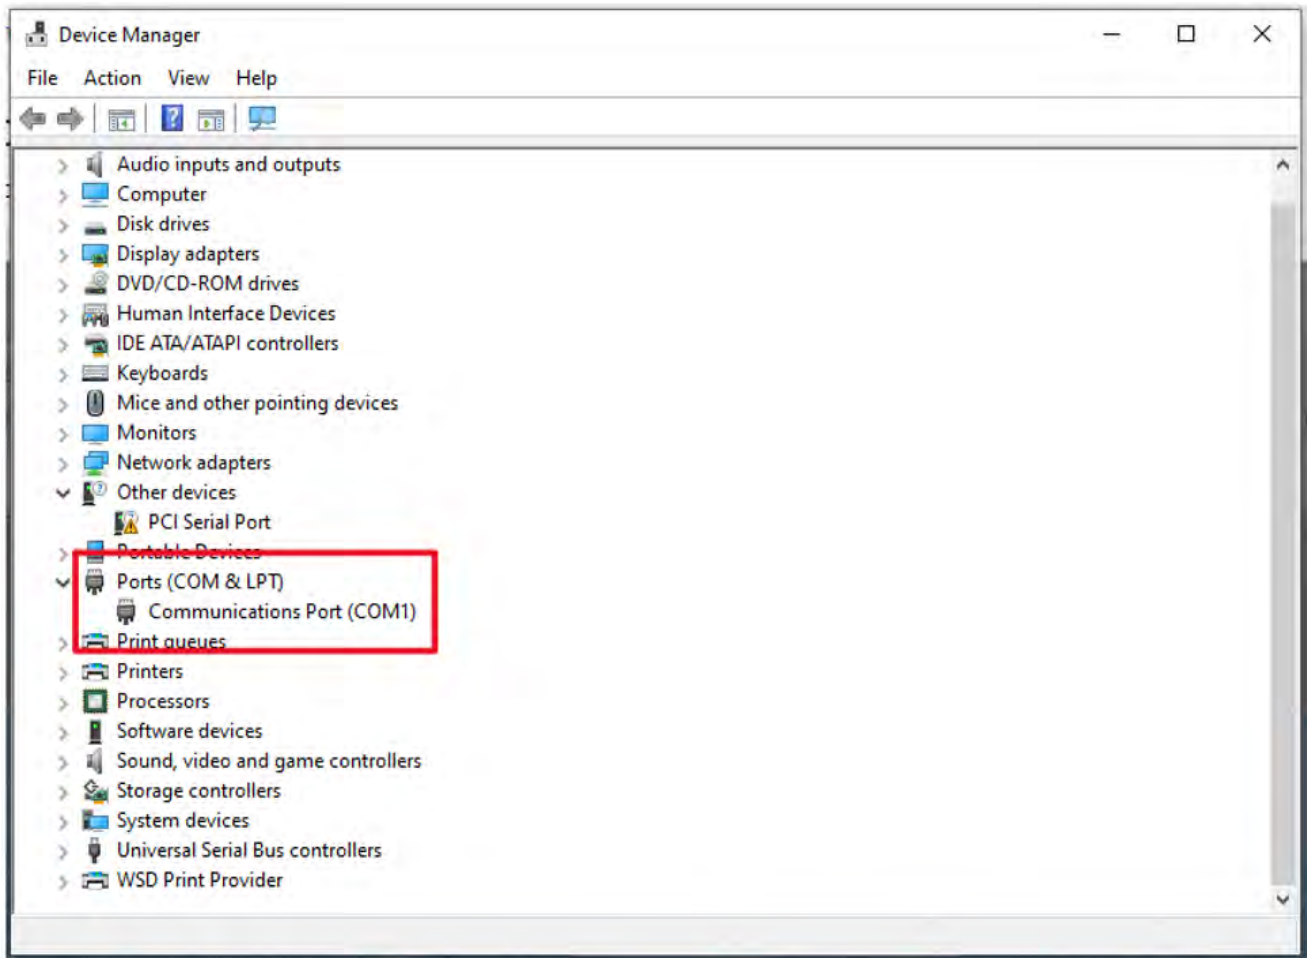 Device Manager
File Action View Help
Audio inputs and outputs
Computer
Disk drives
Display adapters
DVD/CD-ROM drives
Human Interface Devices
IDE ATA/ATAPI controllers
Keyboards
Mice and other pointing devices
Monitors
Network adapters
Other devices
PCI Serial Port
Portable Devices
Ports (COM & LPT)
Communications Port (COM1)
Print queues
Printers
Processors
Software devices
Sound, video and game controllers
Storage controllers
System devices
Universal Serial Bus controllers
WSD Print Provider